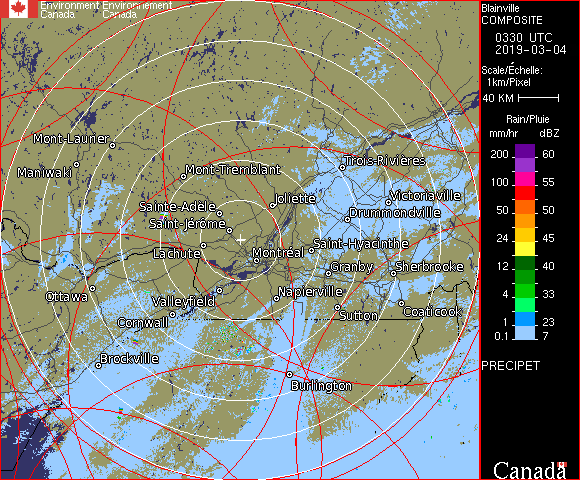 Environment Environnement
Canada Canada
Blainville
COMPOSITE
0330 UTC
2019-03-04
Scale/Échelle:
1km/Pixel
40 KM
Rain/Pluie
mm/hr dBZ
200 60
100 55
50 50
24 45
12 40
4 33
1 23
0.1 7
PRECIPET
Canada
Mont-Laurier
Maniwaki
Mont-Tremblant
Trois-Rivières
Sainte-Adele
Joliette
Victoriaville
Drummondville
Saint-Jérôme
Lachute
Montréal
Saint-Hyacinthe
Granby
Sherbrooke
Ottawa
Valleyfield
Napierville
Cornwall
Sutton
Coaticook
Brockville
Burlington